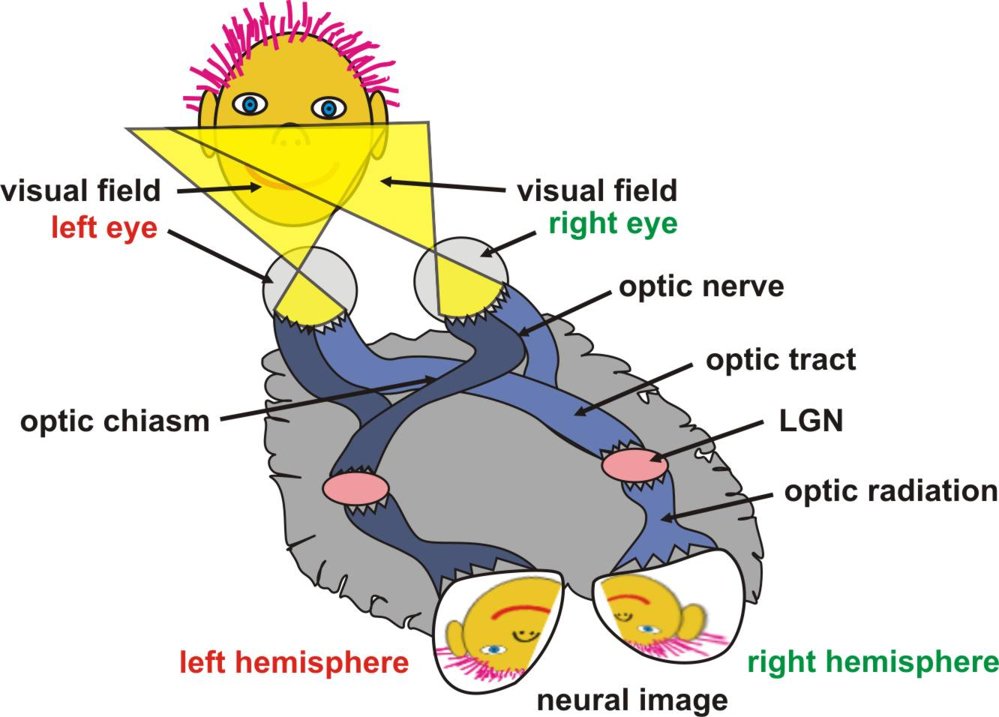 visual field
left eye
visual field
right eye
optic nerve
optic tract
optic chiasm
LGN
optic radiation
left hemisphere
right hemisphere
neural image